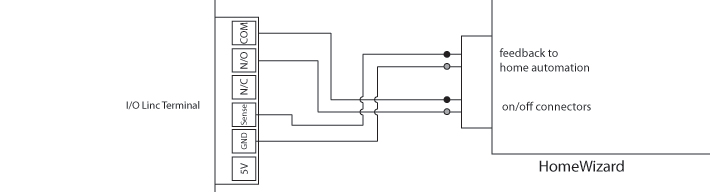 COM
N/O
N/C
Sense
GND
5V
I/O Linc Terminal
feedback to
home automation
on/off connectors
HomeWizard